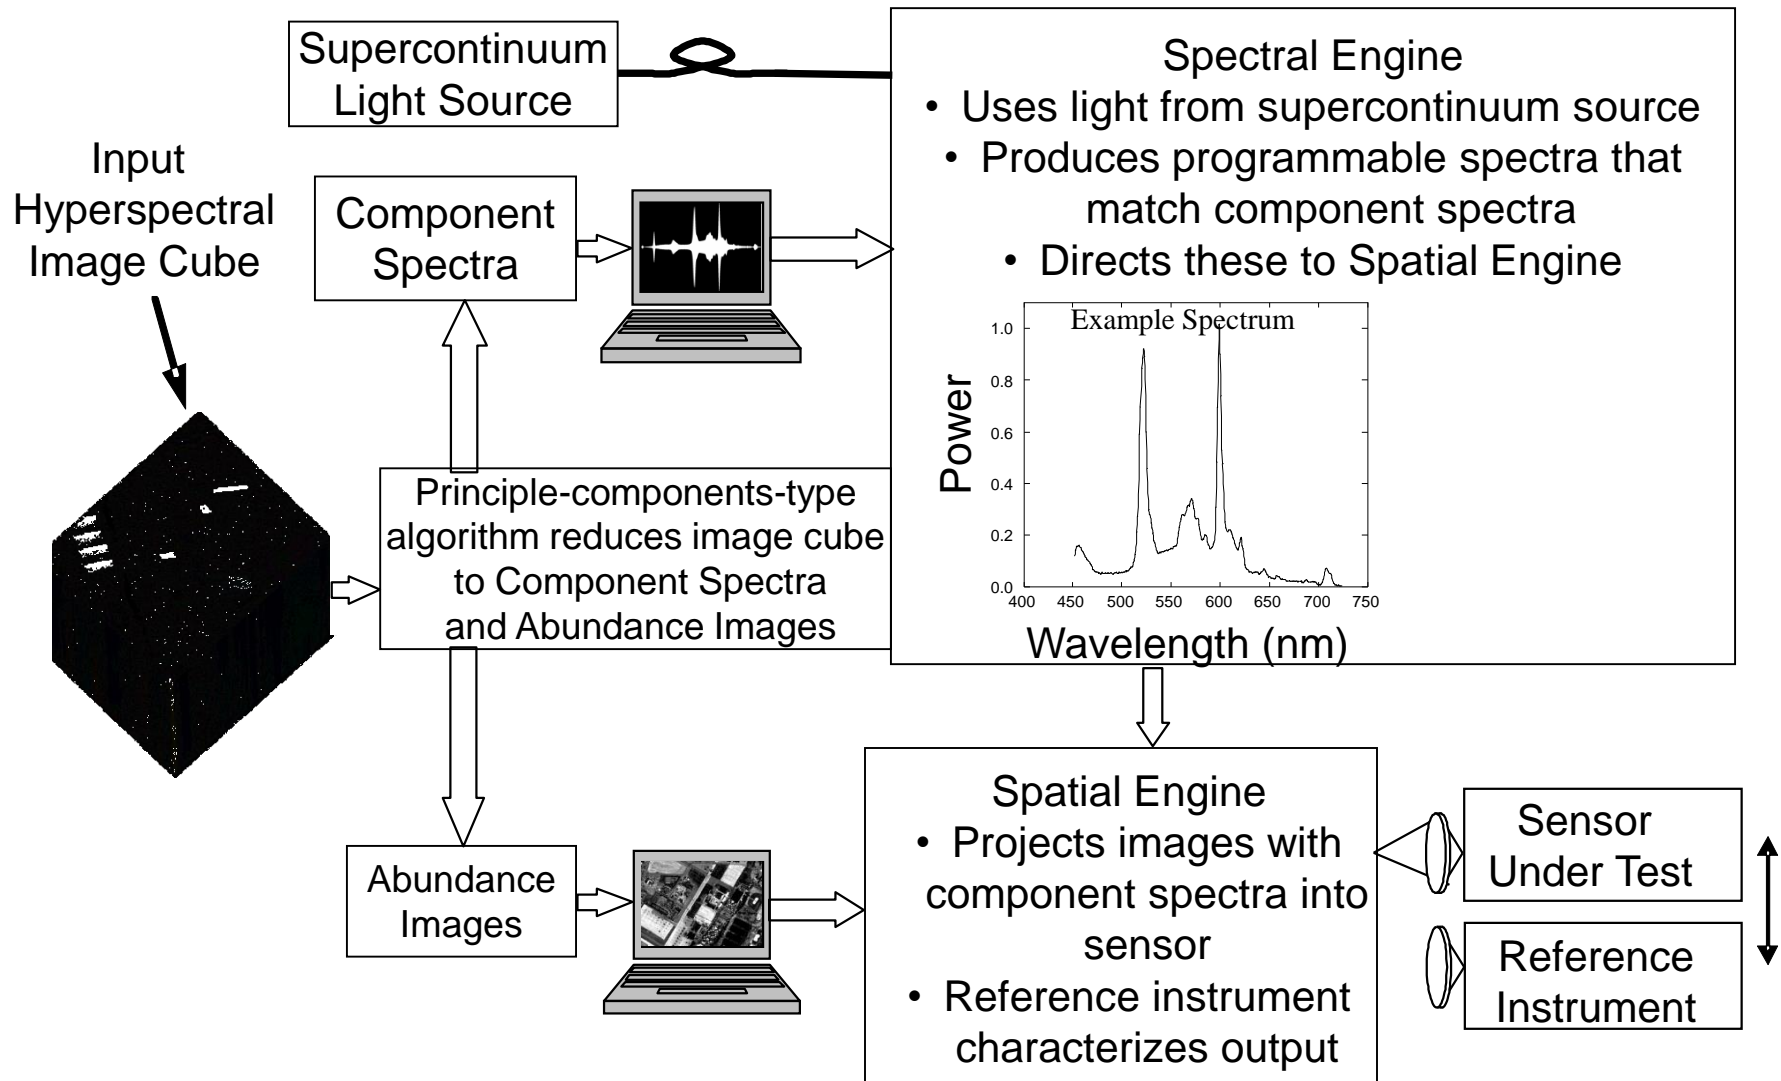 Supercontinuum
Light Source
Input
Hyperspectral
Image Cube
Component
Spectra
Spectral Engine
• Uses light from supercontinuum source
• Produces programmable spectra that
match component spectra
• Directs these to Spatial Engine
Example Spectrum
Power
1.0
0.8
0.6
0.4
0.2
0.0
400 450 500 550 600 650 700 750
Wavelength (nm)
Principle-components-type
algorithm reduces image cube
to Component Spectra
and Abundance Images
Abundance
Images
Spatial Engine
• Projects images with
component spectra into
sensor
• Reference instrument
characterizes output
Sensor
Under Test
Reference
Instrument